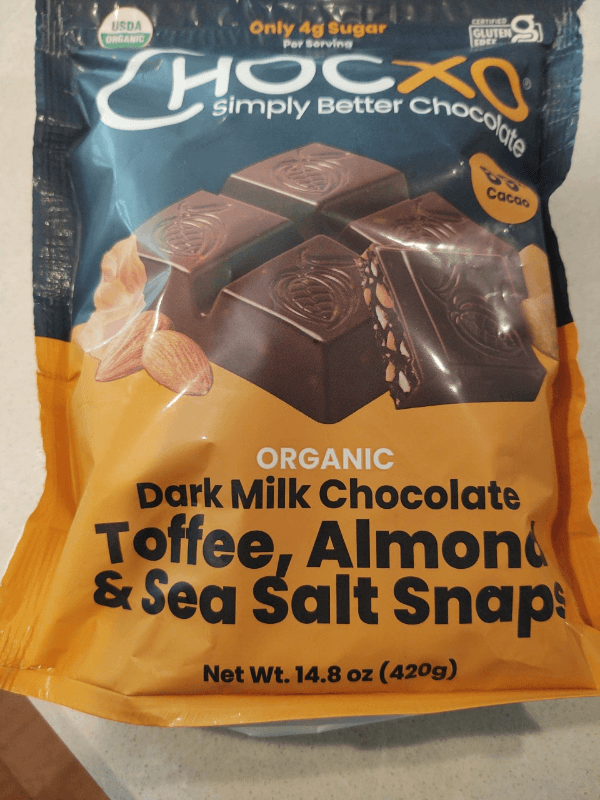 USDA
ORGANIC
Only 4g Sugar
Per Serving
CERTIFIED
GLUTEN
FREE
CHOCXO
Simply Better Chocolate
Cacao
ORGANIC
Dark Milk Chocolate
Toffee, Almond
& Sea Salt Snaps
Net Wt. 14.8 oz (420g)